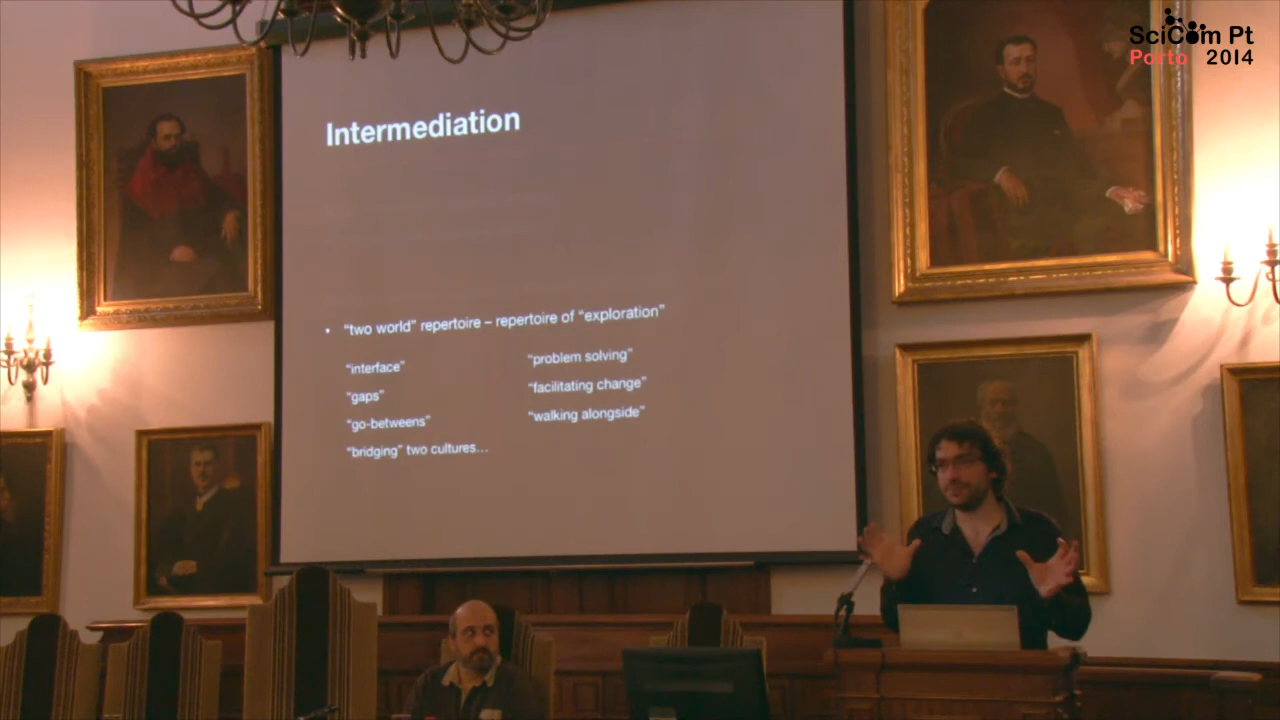 SciCom Pt
Porto 2014
Intermediation
• “two world” repertoire – repertoire of “exploration”
“interface”
“gaps”
“go-betweens”
“bridging” two cultures...
“problem solving”
“facilitating change”
“walking alongside”